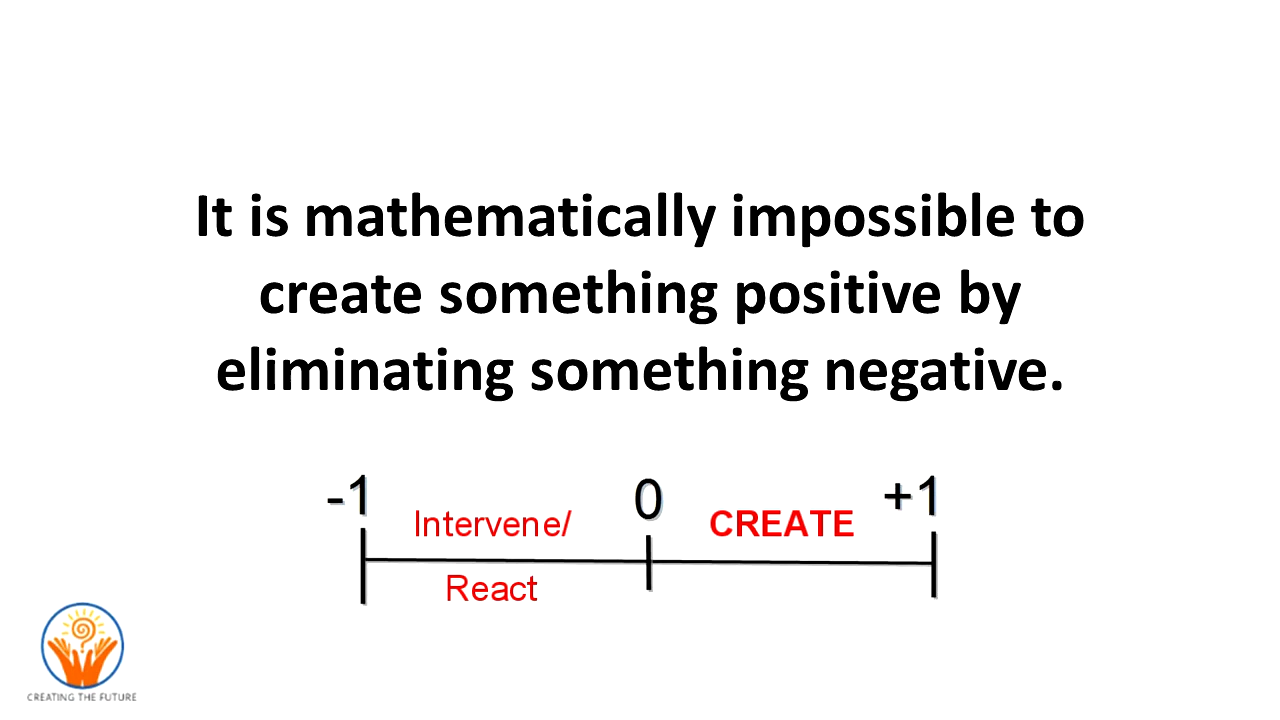 It is mathematically impossible to
create something positive by
eliminating something negative.
-1 0 +1
Intervene/ CREATE
React
CREATING THE FUTURE